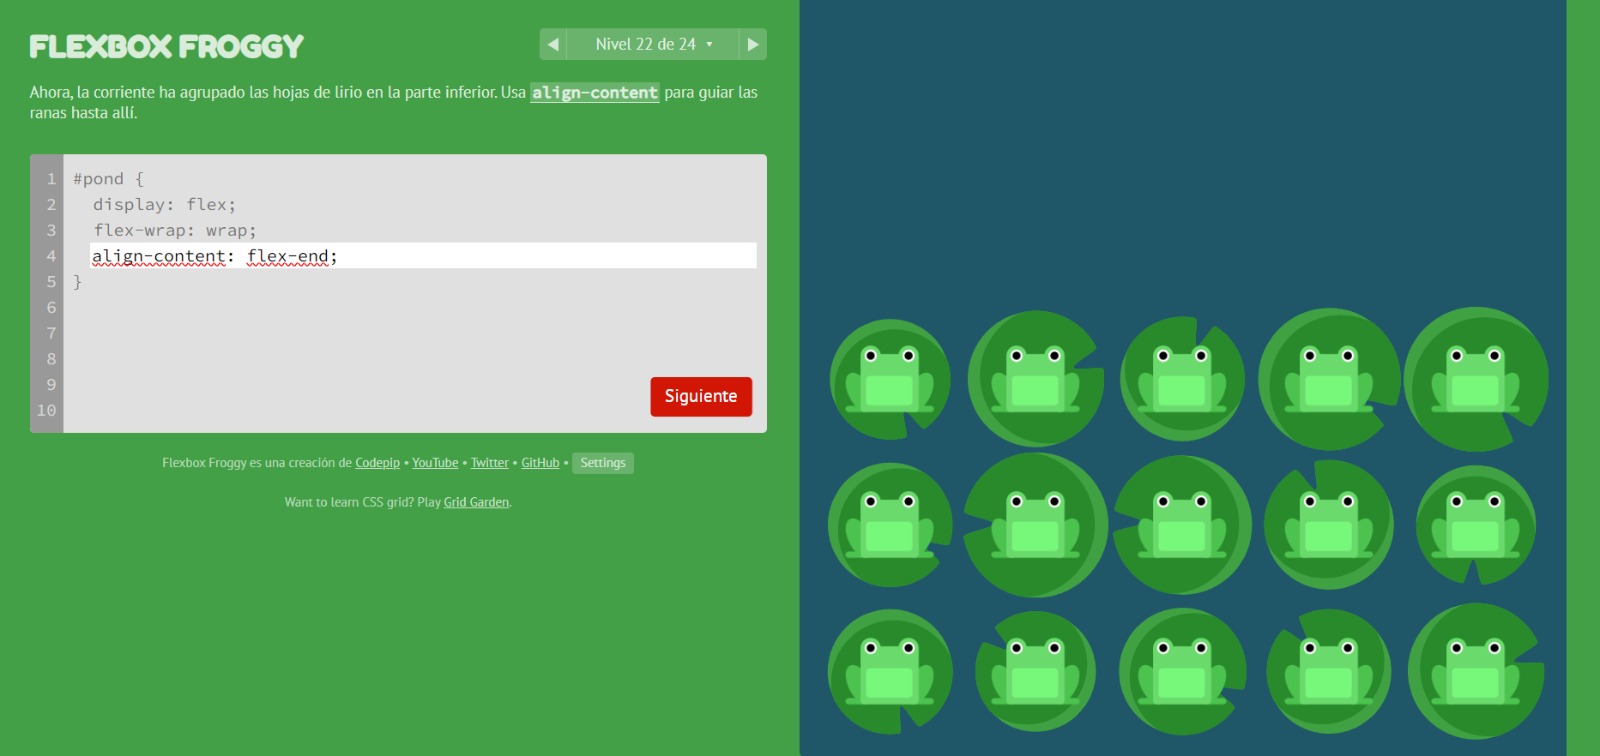 FLEXBOX FROGGY
Nivel 22 de 24
Ahora, la corriente ha agrupado las hojas de lirio en la parte inferior. Usa align-content para guiar las
ranas hasta allí.
1 #pond {
2 display: flex;
3 flex-wrap: wrap;
4 align-content: flex-end;
5 }
6
7
8
9
10
Siguiente
Flexbox Froggy es una creación de Codepip • YouTube • Twitter • GitHub • Settings
Want to learn CSS grid? Play Grid Garden.